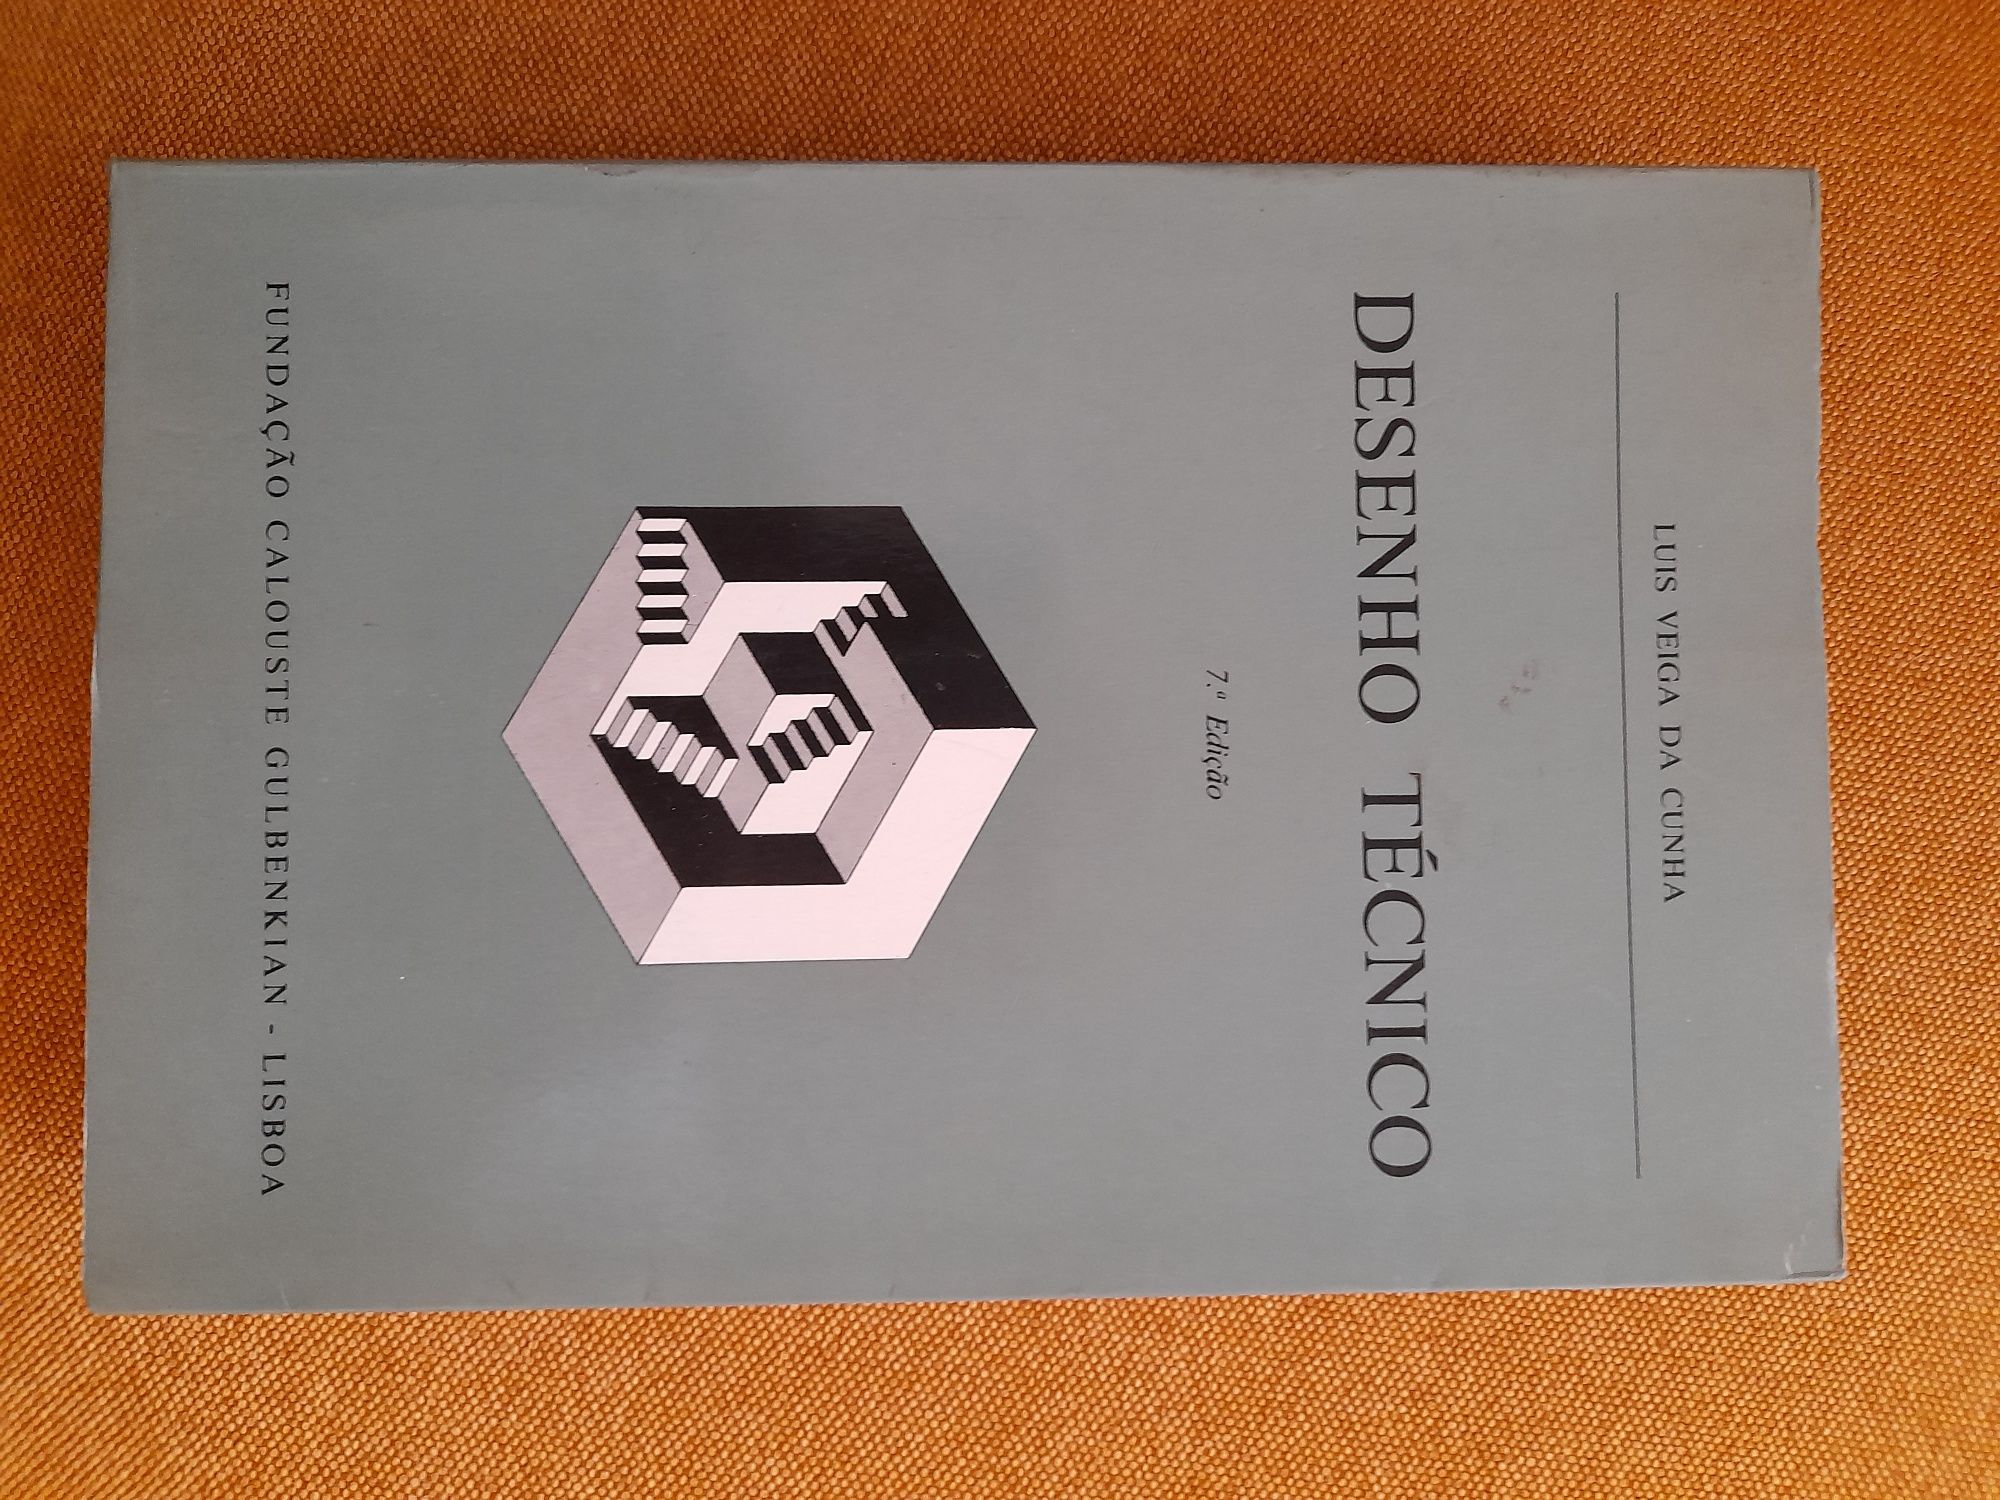 LUIS VEIGA DA CUNHA
DESENHO TÉCNICO
7.ª Edição
FUNDAÇÃO CALOUSTE GULBENKIAN - LISBOA